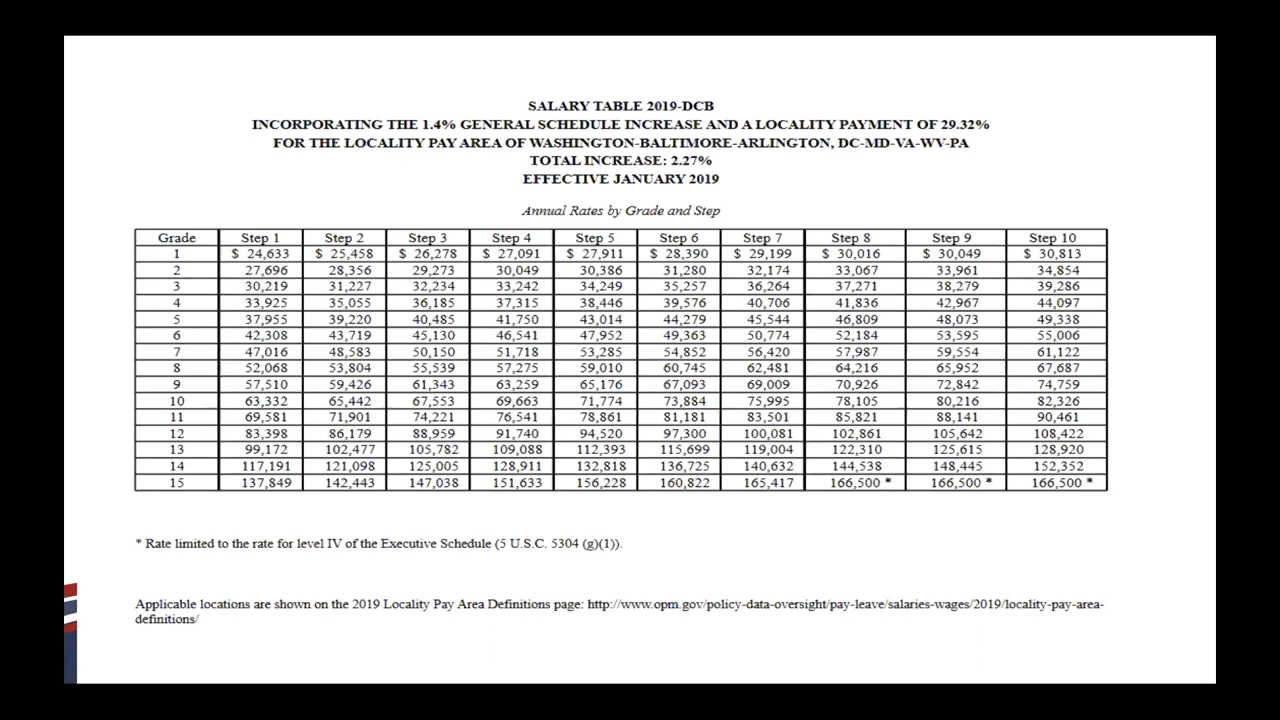 SALARY TABLE 2019-DCB
INCORPORATING THE 1.4% GENERAL SCHEDULE INCREASE AND A LOCALITY PAYMENT OF 29.32%
FOR THE LOCALITY PAY AREA OF WASHINGTON-BALTIMORE-ARLINGTON, DC-MD-VA-WV-PA
TOTAL INCREASE: 2.27%
EFFECTIVE JANUARY 2019
Annual Rates by Grade and Step
Grade Step 1 Step 2 Step 3 Step 4 Step 5 Step 6 Step 7 Step 8 Step 9 Step 10
1 $ 24,633 $ 25,458 $ 26,278 $ 27,091 $ 27,911 $ 28,390 $ 29,199 $ 30,016 $ 30,049 $ 30,813
2 27,696 28,356 29,273 30,049 30,386 31,280 32,174 33,067 33,961 34,854
3 30,219 31,227 32,234 33,242 34,249 35,257 36,264 37,271 38,279 39,286
4 33,925 35,055 36,185 37,315 38,446 39,576 40,706 41,836 42,967 44,097
5 37,955 39,220 40,485 41,750 43,014 44,279 45,544 46,809 48,073 49,338
6 42,308 43,719 45,130 46,541 47,952 49,363 50,774 52,184 53,595 55,006
7 47,016 48,583 50,150 51,718 53,285 54,852 56,420 57,987 59,554 61,122
8 52,068 53,804 55,539 57,275 59,010 60,745 62,481 64,216 65,952 67,687
9 57,510 59,426 61,343 63,259 65,176 67,093 69,009 70,926 72,842 74,759
10 63,332 65,442 67,553 69,663 71,774 73,884 75,995 78,105 80,216 82,326
11 69,581 71,901 74,221 76,541 78,861 81,181 83,501 85,821 88,141 90,461
12 83,398 86,179 88,959 91,740 94,520 97,300 100,081 102,861 105,642 108,422
13 99,172 102,477 105,782 109,088 112,393 115,699 119,004 122,310 125,615 128,920
14 117,191 121,098 125,005 128,911 132,818 136,725 140,632 144,538 148,445 152,352
15 137,849 142,443 147,038 151,633 156,228 160,822 165,417 166,500 * 166,500 * 166,500 *
* Rate limited to the rate for level IV of the Executive Schedule (5 U.S.C. 5304 (g)(1)).
Applicable locations are shown on the 2019 Locality Pay Area Definitions page: http://www.opm.gov/policy-data-oversight/pay-leave/salaries-wages/2019/locality-pay-area-
definitions/